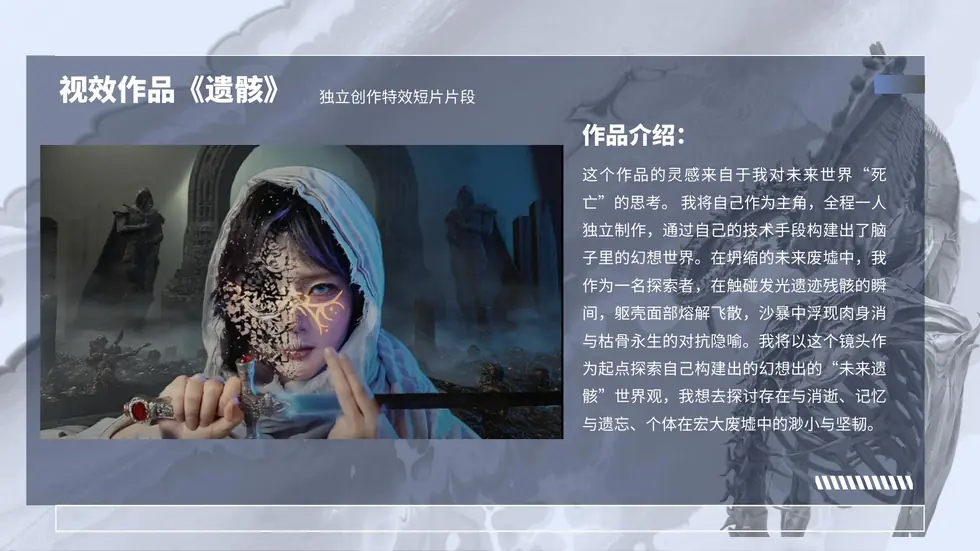 视效作品《遗骸》
独立创作特效短片片段
作品介绍：
这个作品的灵感来自于我对未来世界“死
亡”的思考。 我将自己作为主角，全程一人
独立制作，通过自己的技术手段构建出了脑
子里的幻想世界。在坍缩的未来废墟中，我
作为一名探索者，在触碰发光遗迹残骸的瞬
间，躯壳面部熔解飞散，沙暴中浮现肉身消
与枯骨永生的对抗隐喻。我将以这个镜头作
为起点探索自己构建出的幻想出的“未来遗
骸”世界观，我想去探讨存在与消逝、记忆
与遗忘、个体在宏大废墟中的渺小与坚韧。